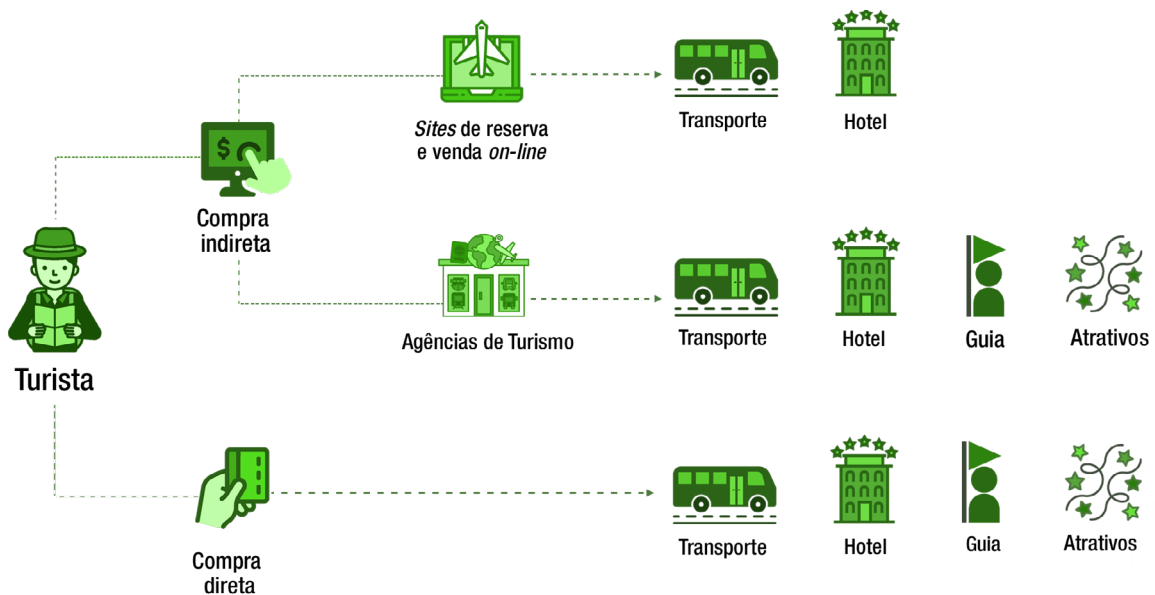 $
Sites de reserva
e venda on-line
Transporte
Hotel
Compra
indireta
Agências de Turismo
Transporte
Hotel
Guia
Atrativos
Turista
Compra
direta
Transporte
Hotel
Guia
Atrativos